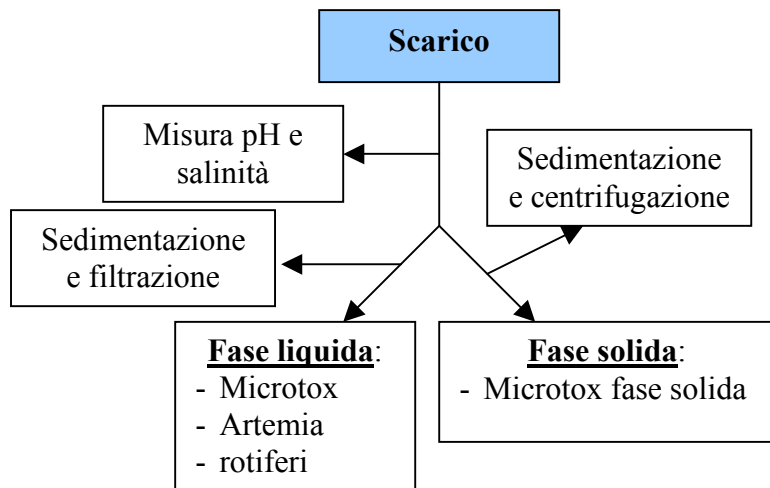 Scarico
Misura pH e
salinità
Sedimentazione
e centrifugazione
Sedimentazione
e filtrazione
Fase liquida:
- Microtox
- Artemia
- rotiferi
Fase solida:
- Microtox fase solida